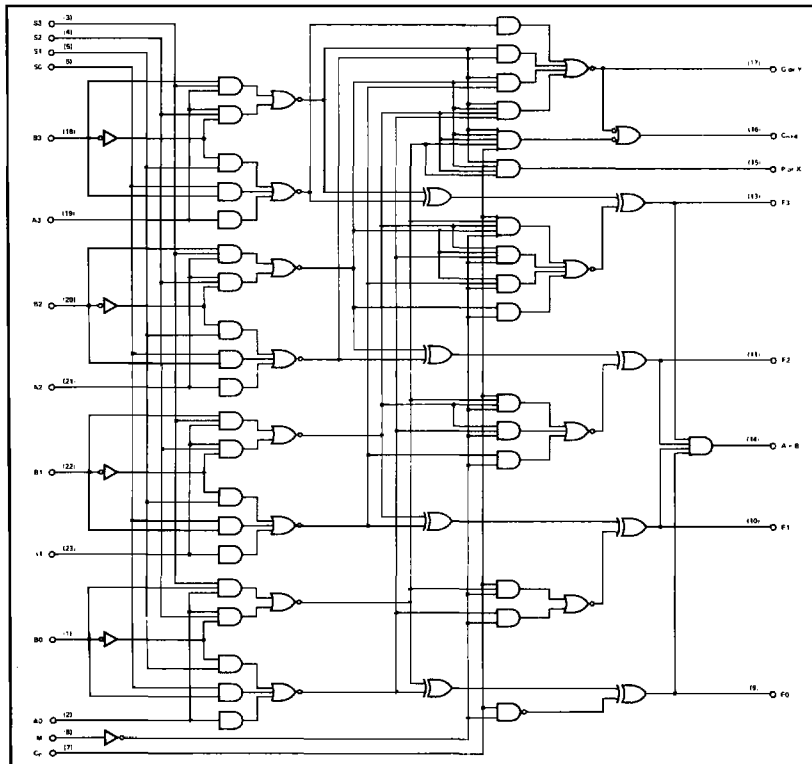 S3 (3)
S2 (4)
S1 (5)
S0 (6)
(17) G or Y
B3 (18)
(16) Cn+4
(15) P or X
A3 (19)
(13) F3
(20)
(11) F2
A2 (21)
(14) A = B
B1 (22)
(10) F1
(23)
B0 (1)
(9) F0
A0 (2)
M (8)
Cn (7)